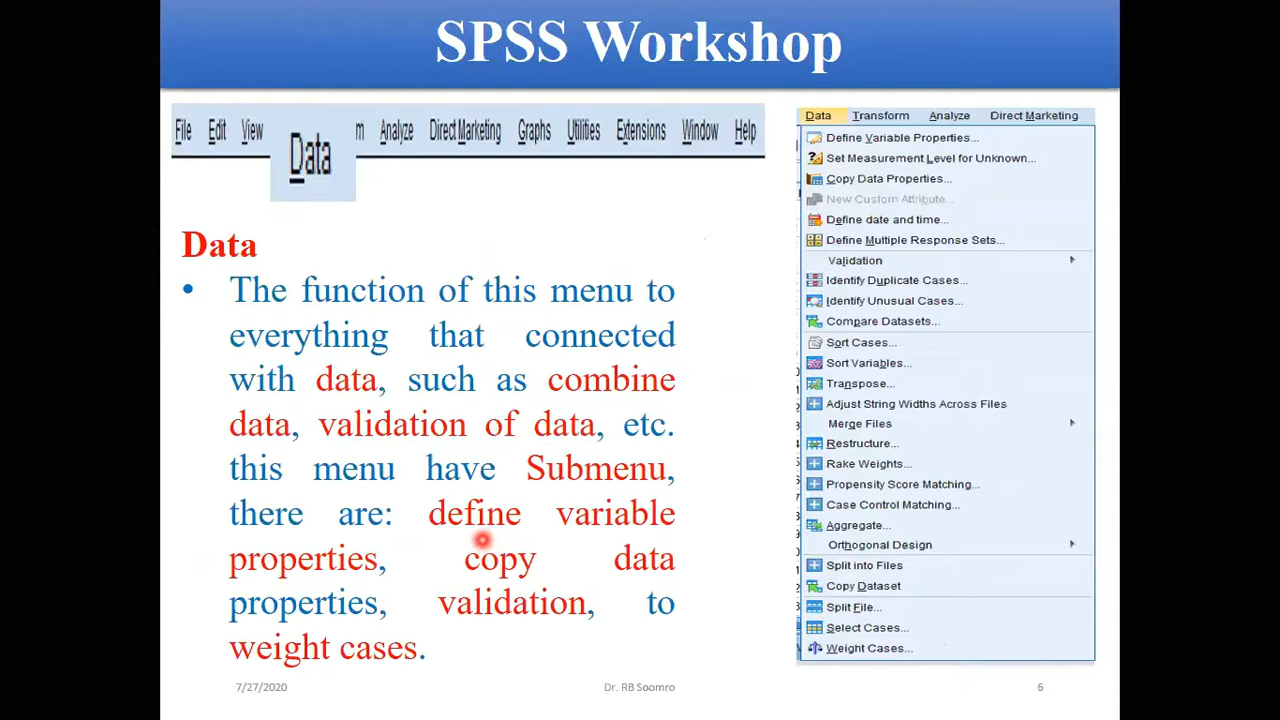 SPSS Workshop
File Edit View Data m Analyze Direct Marketing Graphs Utilities Extensions Window Help
Data
• The function of this menu to
everything that connected
with data, such as combine
data, validation of data, etc.
this menu have Submenu,
there are: define variable
properties, copy data
properties, validation, to
weight cases.
Data Transform Analyze Direct Marketing
Define Variable Properties...
Set Measurement Level for Unknown...
Copy Data Properties...
New Custom Attribute...
Define date and time...
Define Multiple Response Sets...
Validation
Identify Duplicate Cases...
Identify Unusual Cases...
Compare Datasets...
Sort Cases...
Sort Variables...
Transpose...
Adjust String Widths Across Files
Merge Files
Restructure...
Rake Weights...
Propensity Score Matching...
Case Control Matching...
Aggregate...
Orthogonal Design
Split into Files
Copy Dataset
Split File...
Select Cases...
Weight Cases...
7/27/2020 Dr. RB Soomro 6